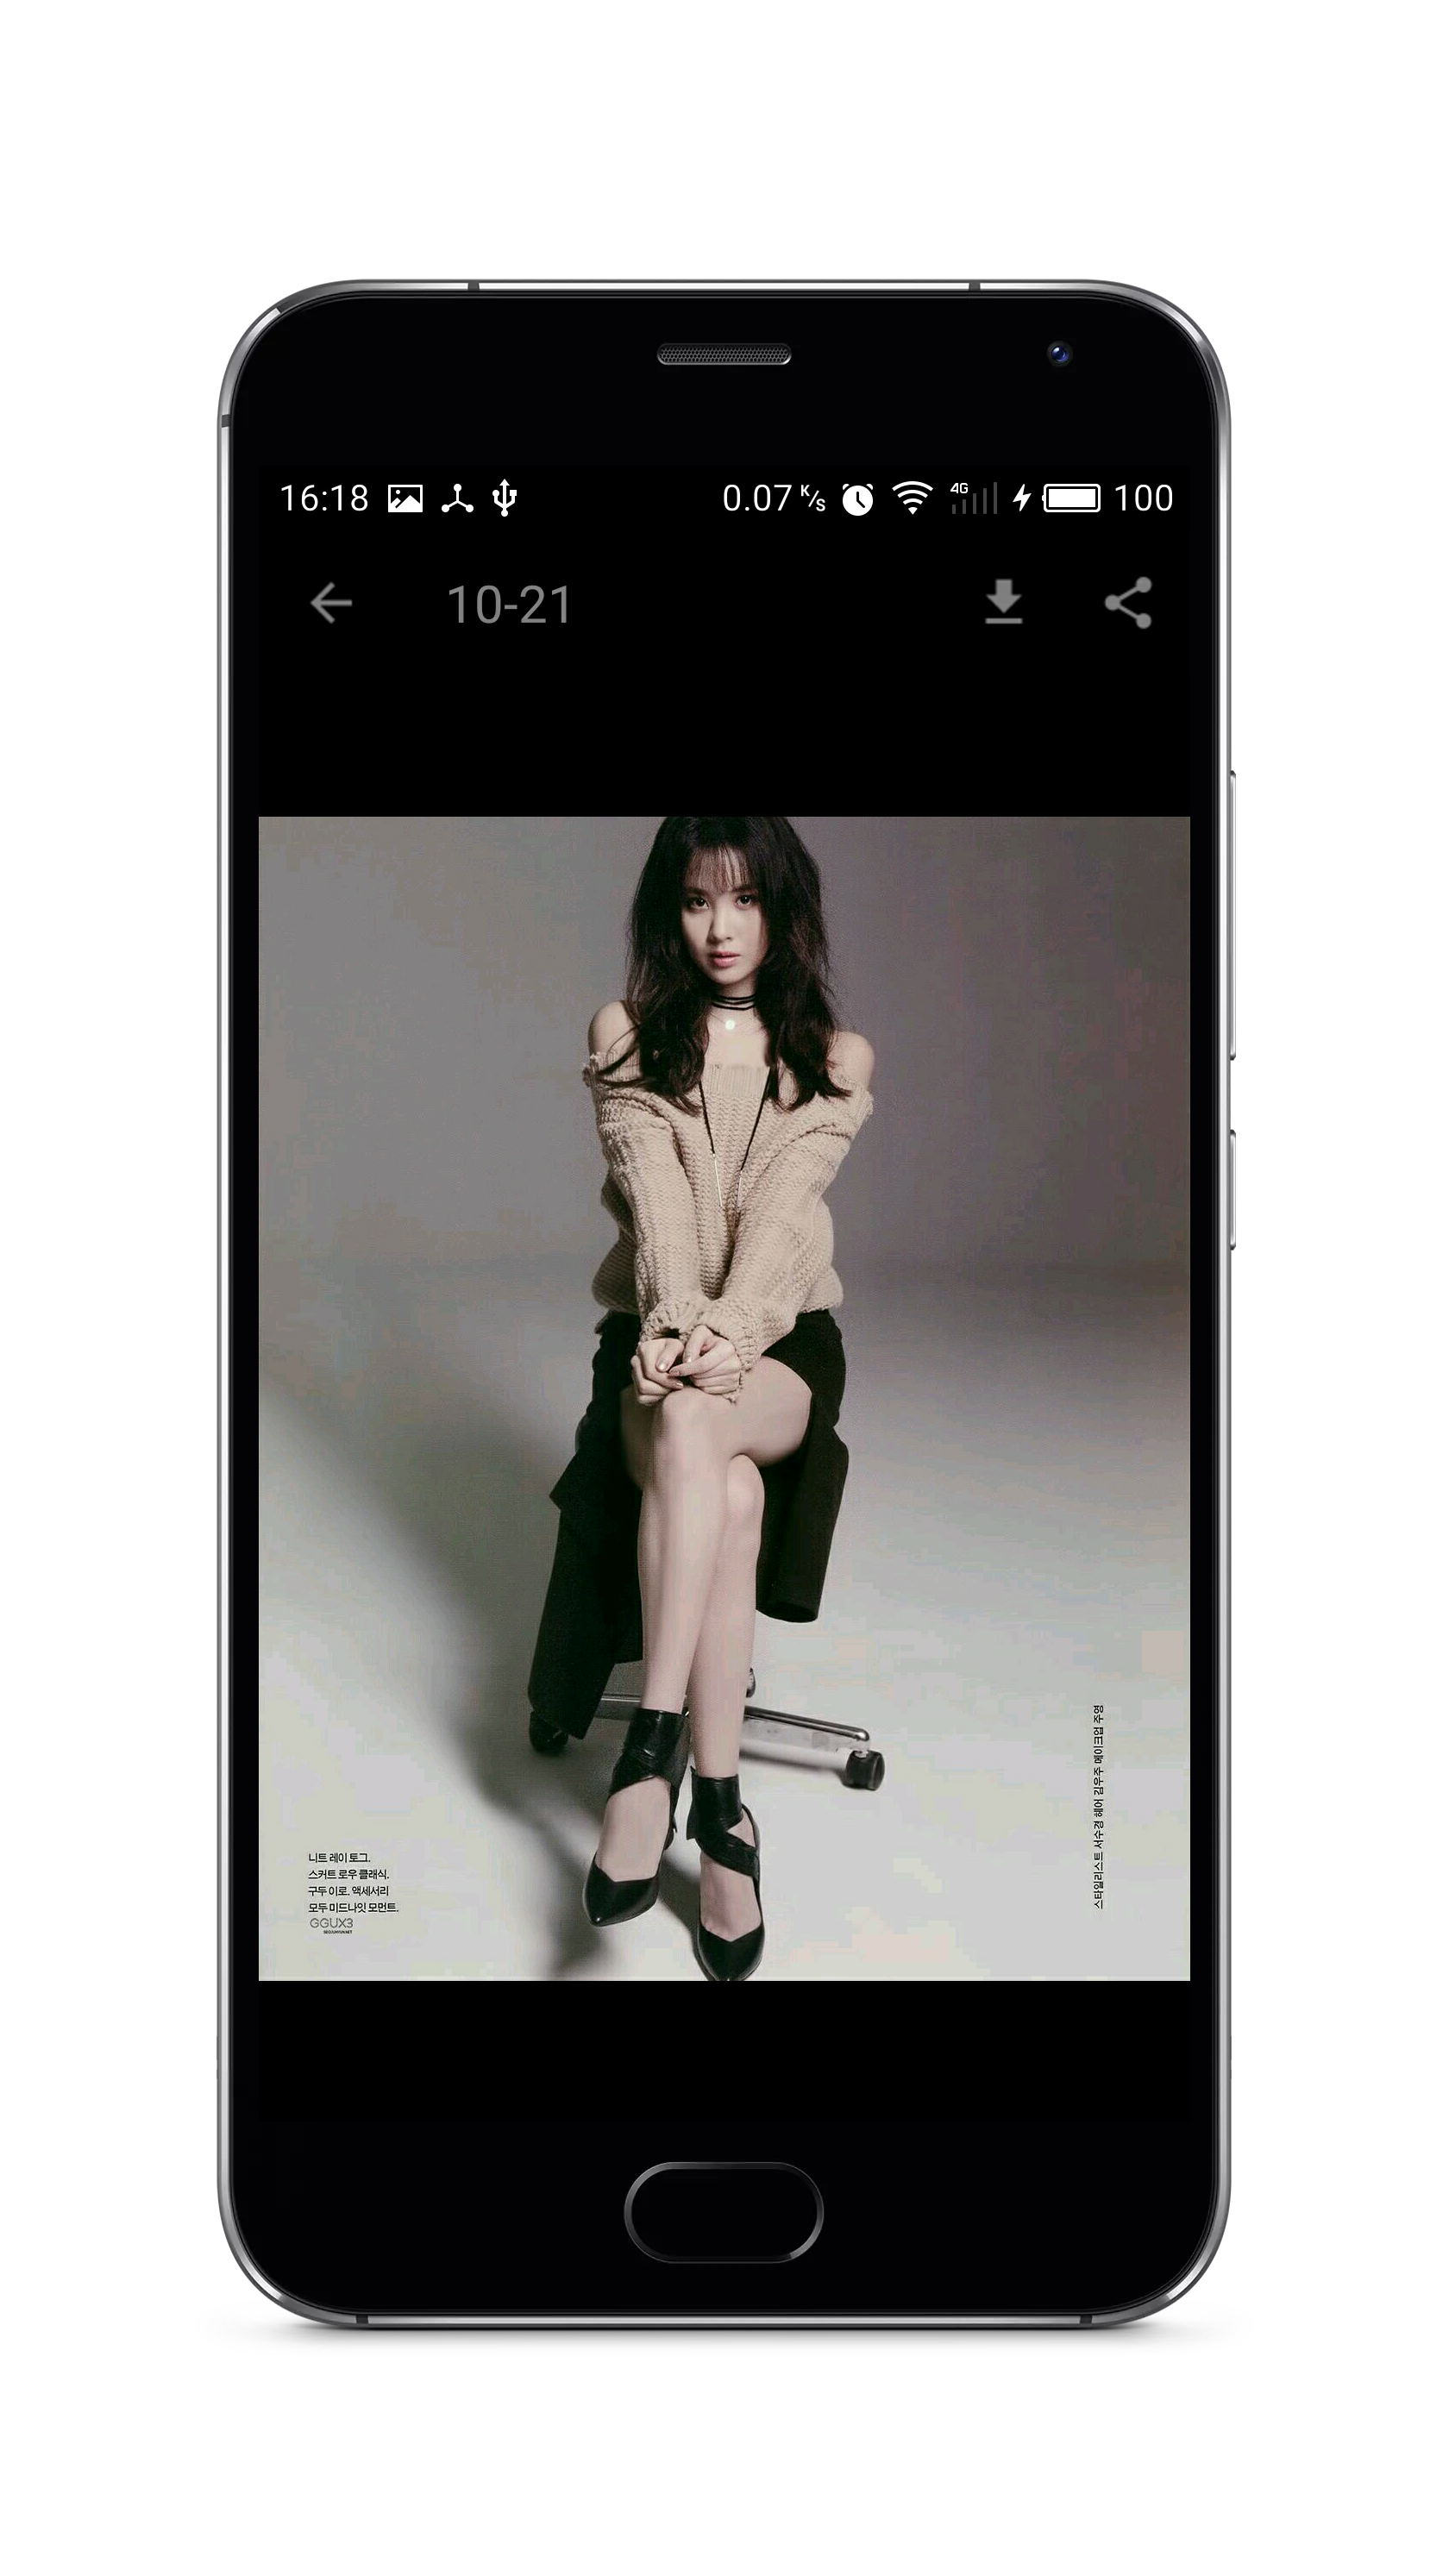 16:18
0.07 K/s
4G
100
10-21
니트 레이 토그.
스커트 로우 클래식.
구두 이로. 액세서리
모두 미드나잇 모먼트.
GGUX3
SEOJUHYUN.NET
스타일리스트 서수경 헤어 김우주 메이크업 주영